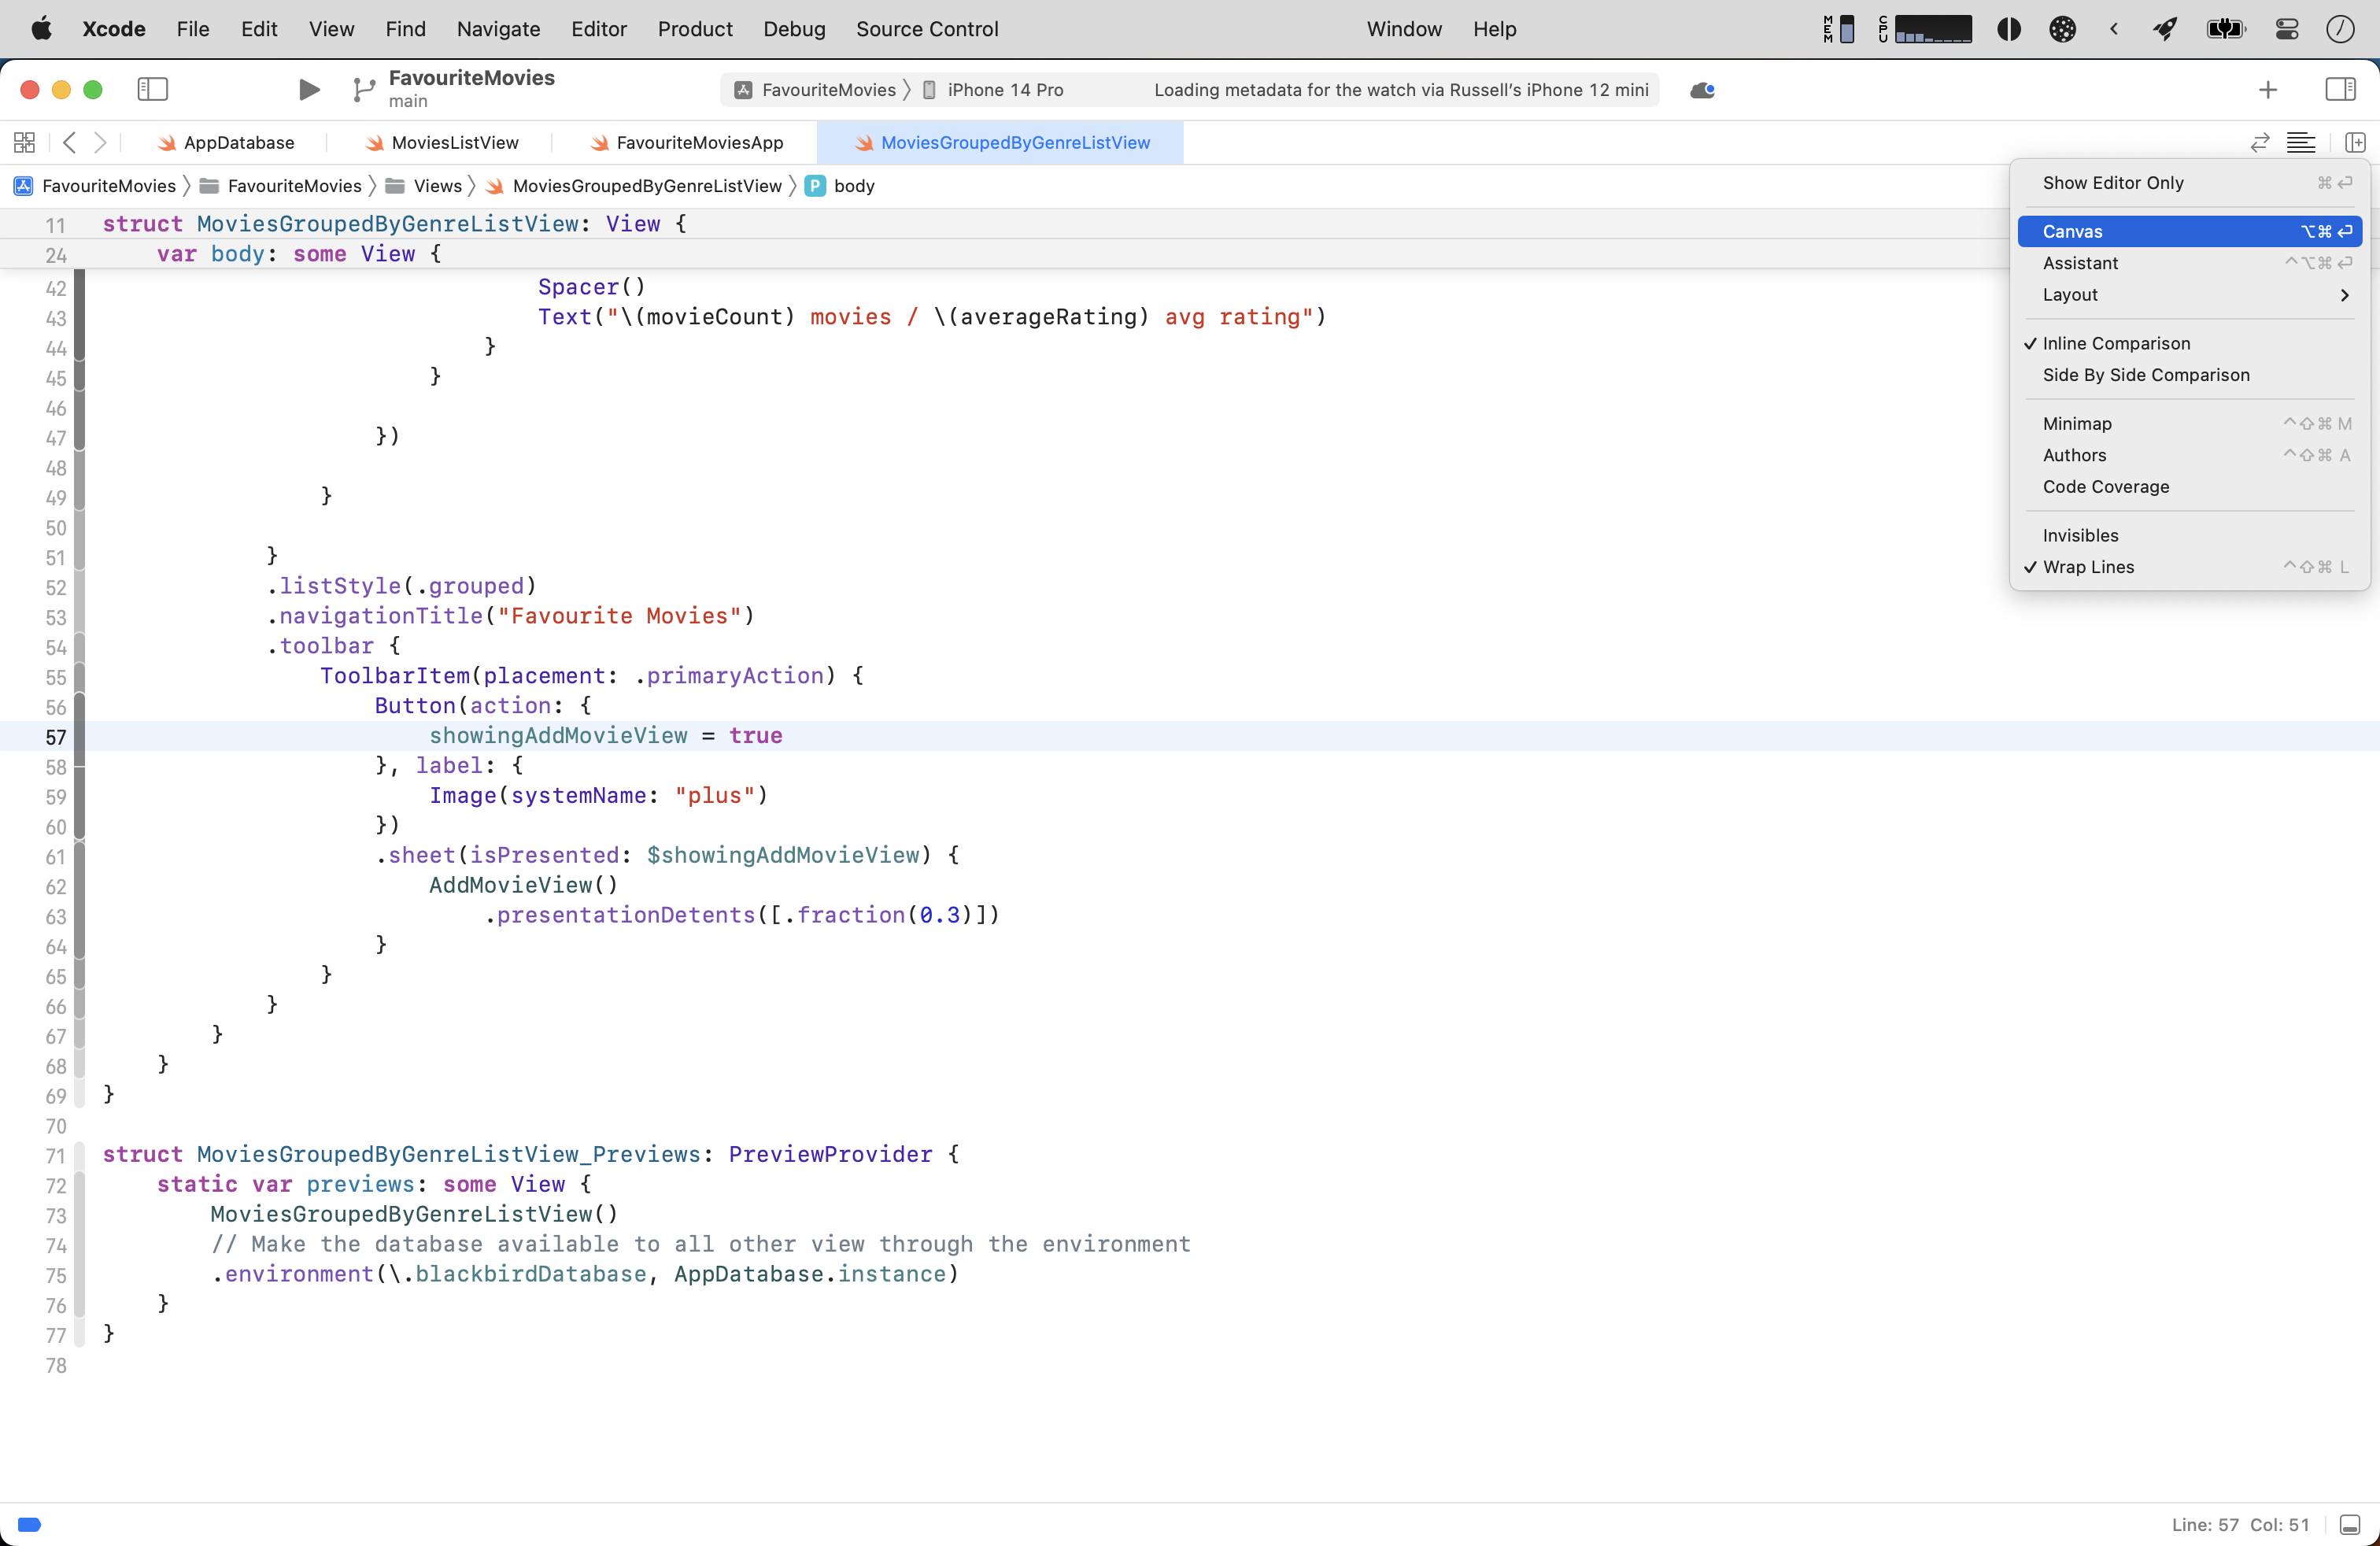 Xcode File Edit View Find Navigate Editor Product Debug Source Control Window Help MEM CPU
FavouriteMovies
main
FavouriteMovies 〉 iPhone 14 Pro Loading metadata for the watch via Russell’s iPhone 12 mini
AppDatabase MoviesListView FavouriteMoviesApp MoviesGroupedByGenreListView
FavouriteMovies 〉 FavouriteMovies 〉 Views 〉 MoviesGroupedByGenreListView 〉 P body
11 struct MoviesGroupedByGenreListView: View {
24 var body: some View {
42 Spacer()
43 Text("\(movieCount) movies / \(averageRating) avg rating")
44 }
45 }
46
47 })
48
49 }
50
51 }
52 .listStyle(.grouped)
53 .navigationTitle("Favourite Movies")
54 .toolbar {
55 ToolbarItem(placement: .primaryAction) {
56 Button(action: {
57 showingAddMovieView = true
58 }, label: {
59 Image(systemName: "plus")
60 })
61 .sheet(isPresented: $showingAddMovieView) {
62 AddMovieView()
63 .presentationDetents([.fraction(0.3)])
64 }
65 }
66 }
67 }
68 }
69 }
70
71 struct MoviesGroupedByGenreListView_Previews: PreviewProvider {
72 static var previews: some View {
73 MoviesGroupedByGenreListView()
74 // Make the database available to all other view through the environment
75 .environment(\.blackbirdDatabase, AppDatabase.instance)
76 }
77 }
78
Show Editor Only ⌘↩
Canvas ⌥⌘↩
Assistant ^⌥⌘↩
Layout
✓ Inline Comparison
Side By Side Comparison
Minimap ^⇧⌘M
Authors ^⇧⌘A
Code Coverage
Invisibles
✓ Wrap Lines ^⇧⌘L
Line: 57 Col: 51